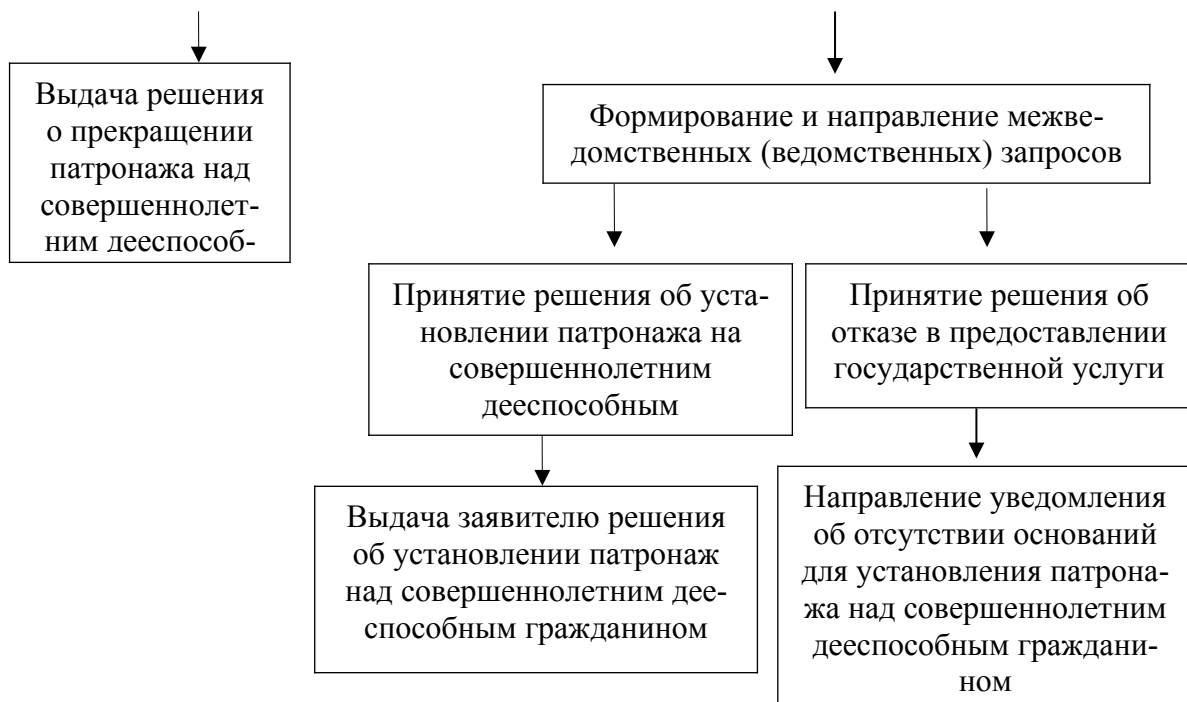 Выдача решения
о прекращении
патронажа над
совершеннолет-
ним дееспособ-
Формирование и направление межве-
домственных (ведомственных) запросов
Принятие решения об уста-
новлении патронажа на
совершеннолетним
дееспособным
Принятие решения об
отказе в предоставлении
государственной услуги
Выдача заявителю решения
об установлении патронаж
над совершеннолетним дее-
еспособным гражданином
Направление уведомления
об отсутствии оснований
для установления патрона-
жа над совершеннолетним
дееспособным граждани-
ном